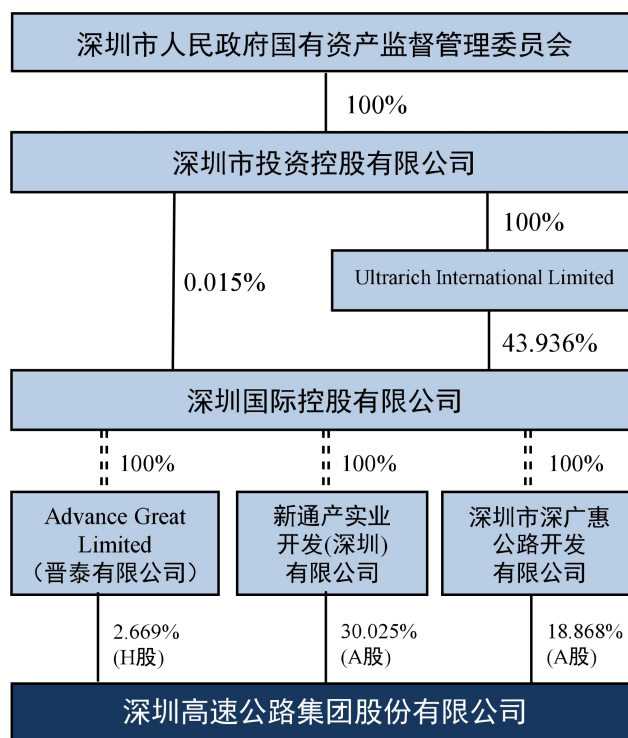 深圳市人民政府国有资产监督管理委员会
100%
深圳市投资控股有限公司
100%
0.015%
Ultrarich International Limited
43.936%
深圳国际控股有限公司
100%
100%
100%
Advance Great
Limited
（晋泰有限公司）
新通产实业
开发(深圳)
有限公司
深圳市深广惠
公路开发
有限公司
2.669%
(H股)
30.025%
(A股)
18.868%
(A股)
深圳高速公路集团股份有限公司